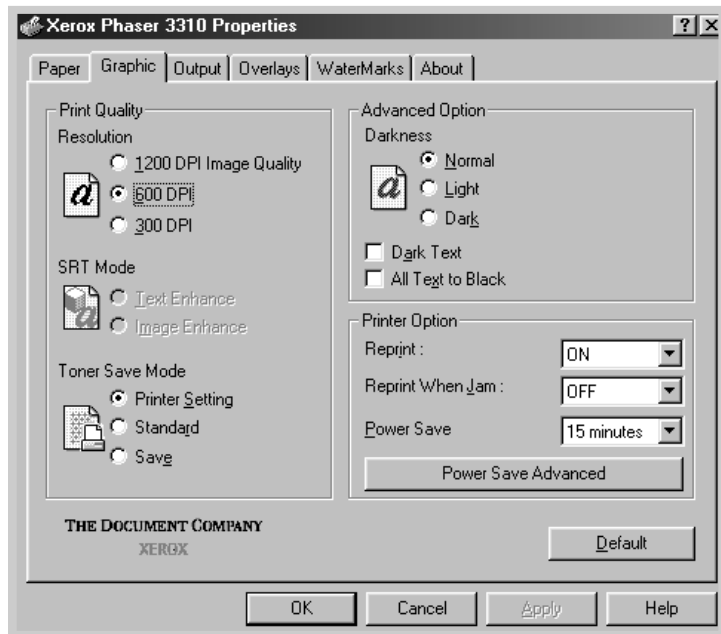 Xerox Phaser 3310 Properties
Paper Graphic Output Overlays WaterMarks About
Print Quality
Resolution
1200 DPI Image Quality
600 DPI
300 DPI
SRT Mode
Text Enhance
Image Enhance
Toner Save Mode
Printer Setting
Standard
Save
THE DOCUMENT COMPANY
XEROX
Advanced Option
Darkness
Normal
Light
Dark
Dark Text
All Text to Black
Printer Option
Reprint : ON
Reprint When Jam : OFF
Power Save 15 minutes
Power Save Advanced
Default
OK Cancel Apply Help